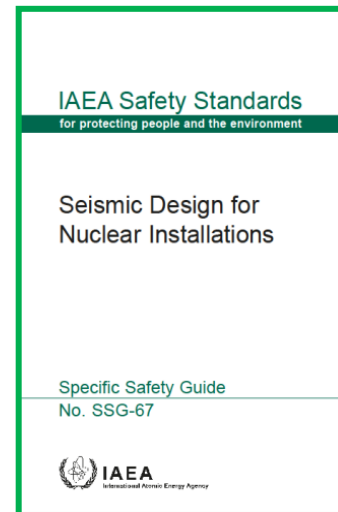 IAEA Safety Standards
for protecting people and the environment
Seismic Design for
Nuclear Installations
Specific Safety Guide
No. SSG-67
IAEA
International Atomic Energy Agency